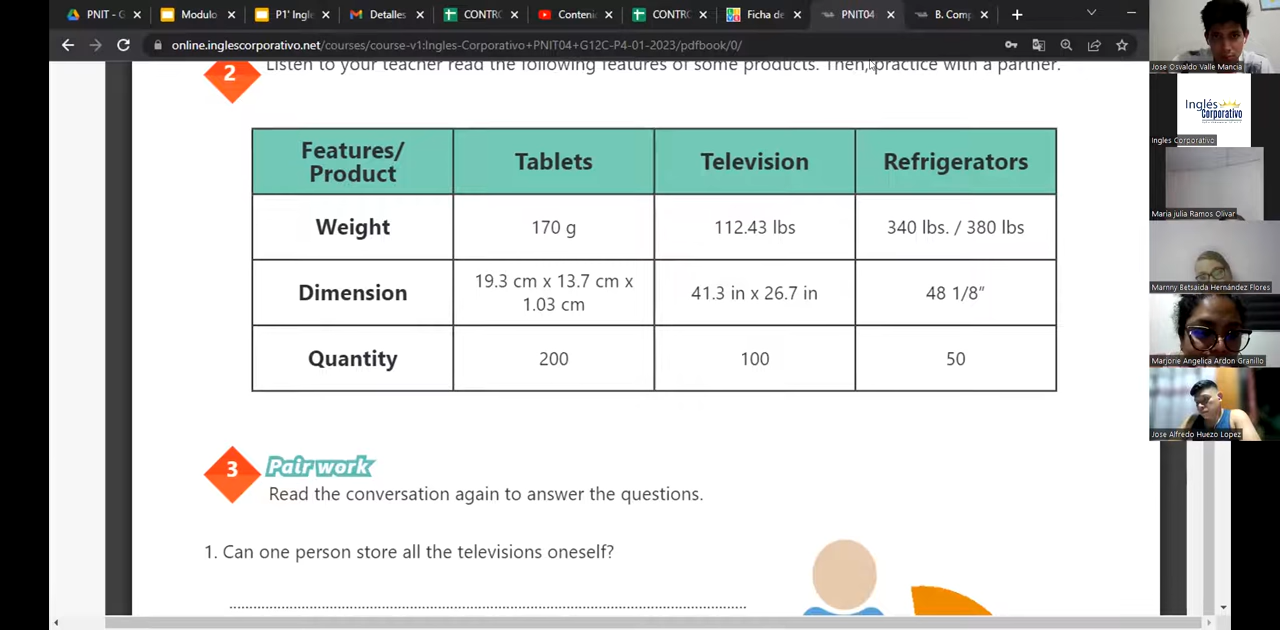 PNIT - G
Modulo
P1' Ingle
Detalles
CONTRC
Conteni
CONTRC
Ficha de
PNIT04
B. Comp
online.inglescorporativo.net/courses/course-v1:Ingles-Corporativo+PNIT04+G12C-P4-01-2023/pdfbook/0/
2
Listen to your teacher read the following features of some products. Then, practice with a partner.
Features/
Product
Tablets
Television
Refrigerators
Weight
170 g
112.43 lbs
340 lbs. / 380 lbs
Dimension
19.3 cm x 13.7 cm x
1.03 cm
41.3 in x 26.7 in
48 1/8"
Quantity
200
100
50
3
Pair work
Read the conversation again to answer the questions.
1. Can one person store all the televisions oneself?
Jose Osvaldo Valle Mancia
Inglés
Corporativo
Ingles Corporativo
Maria julia Ramos Olivar
Marnny Betsaida Hernández Flores
Marjorie Angelica Ardon Granillo
Jose Alfredo Huezo Lopez